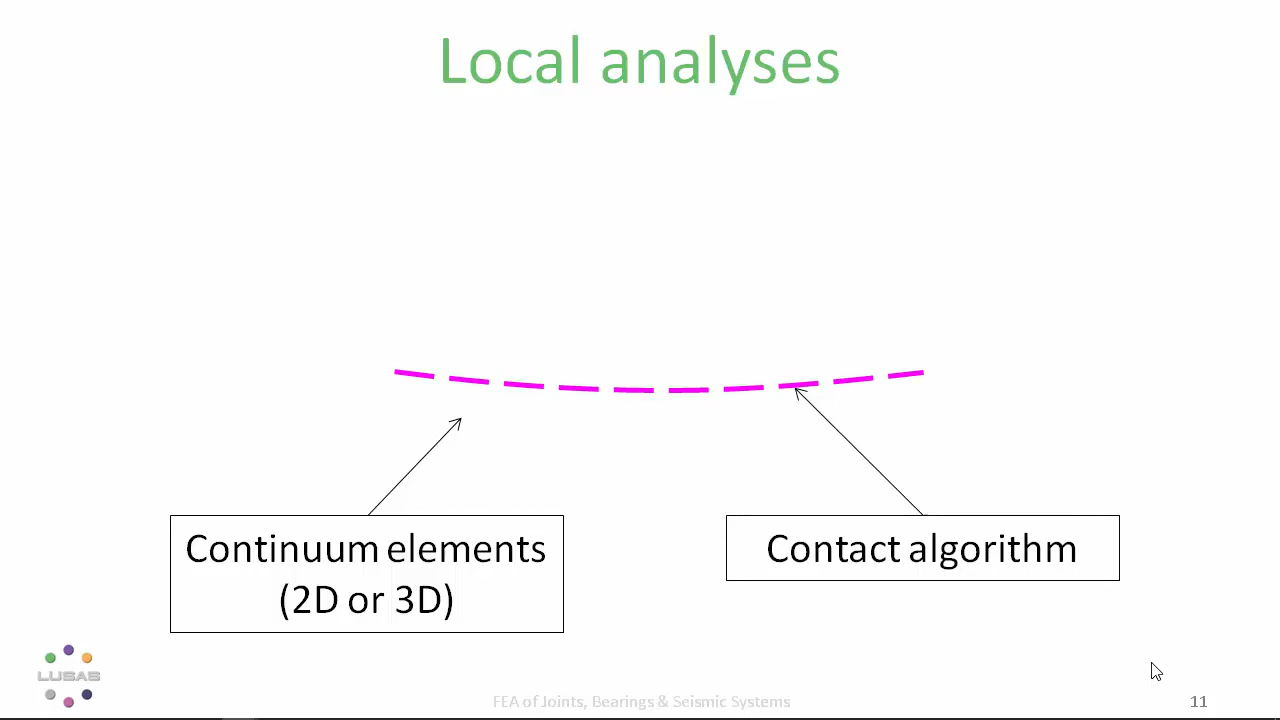 Local analyses
Continuum elements
(2D or 3D)
Contact algorithm
LUSAS
FEA of Joints, Bearings & Seismic Systems
11